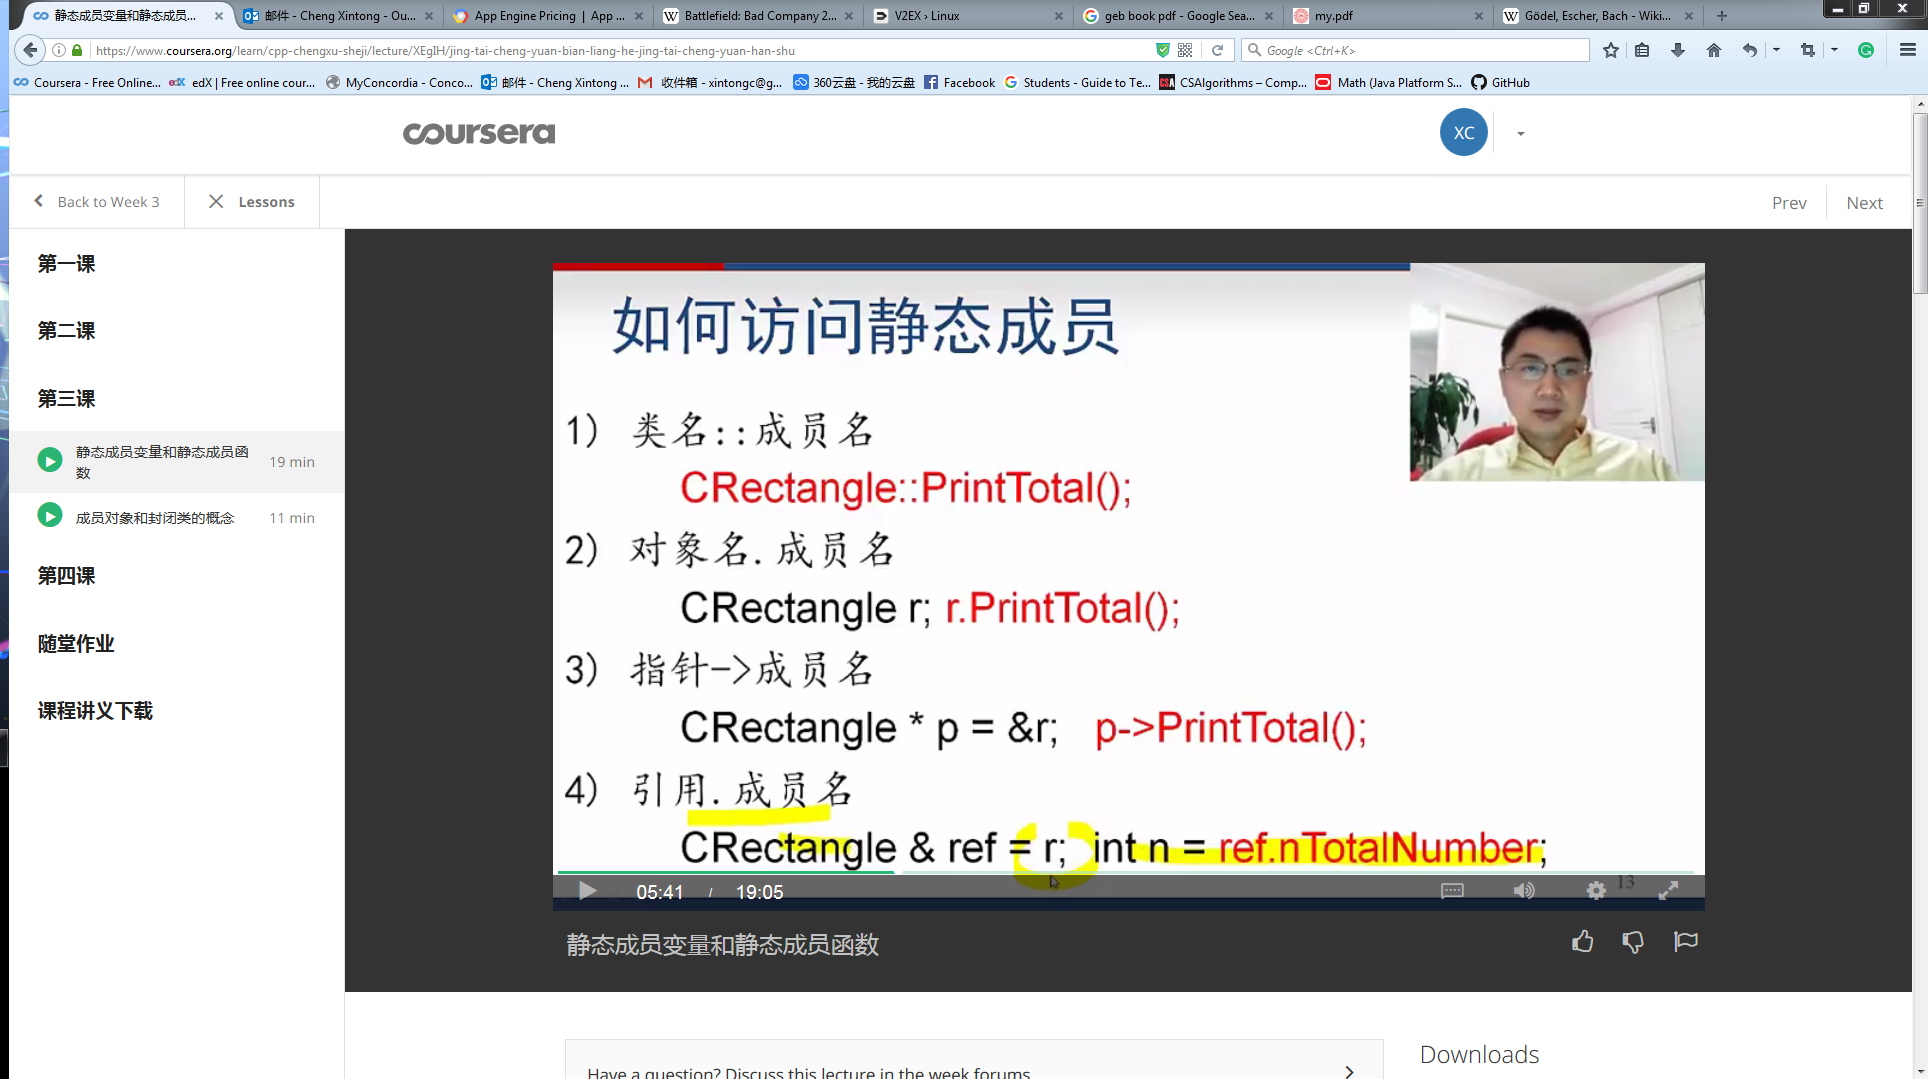 静态成员变量和静态成员...
邮件 - Cheng Xintong - Ou...
App Engine Pricing | App ...
Battlefield: Bad Company 2...
V2EX › Linux
geb book pdf - Google Sea...
my.pdf
Gödel, Escher, Bach - Wiki...
https://www.coursera.org/learn/cpp-chengxu-sheji/lecture/XEgIH/jing-tai-cheng-yuan-bian-liang-he-jing-tai-cheng-yuan-han-shu
Google <Ctrl+K>
Coursera - Free Online...
edX | Free online cour...
MyConcordia - Conco...
邮件 - Cheng Xintong ...
收件箱 - xintongc@g...
360云盘 - 我的云盘
Facebook
Students - Guide to Te...
CSAlgorithms – Comp...
Math (Java Platform S...
GitHub
coursera
XC
Back to Week 3
Lessons
Prev
Next
第一课
第二课
第三课
静态成员变量和静态成员函
数
19 min
成员对象和封闭类的概念
11 min
第四课
随堂作业
课程讲义下载
如何访问静态成员
1) 类名::成员名
CRectangle::PrintTotal();
2) 对象名.成员名
CRectangle r; r.PrintTotal();
3) 指针->成员名
CRectangle * p = &r; p->PrintTotal();
4) 引用.成员名
CRectangle & ref = r; int n = ref.nTotalNumber;
13
05:41 / 19:05
静态成员变量和静态成员函数
Have a question? Discuss this lecture in the week forums.
Downloads